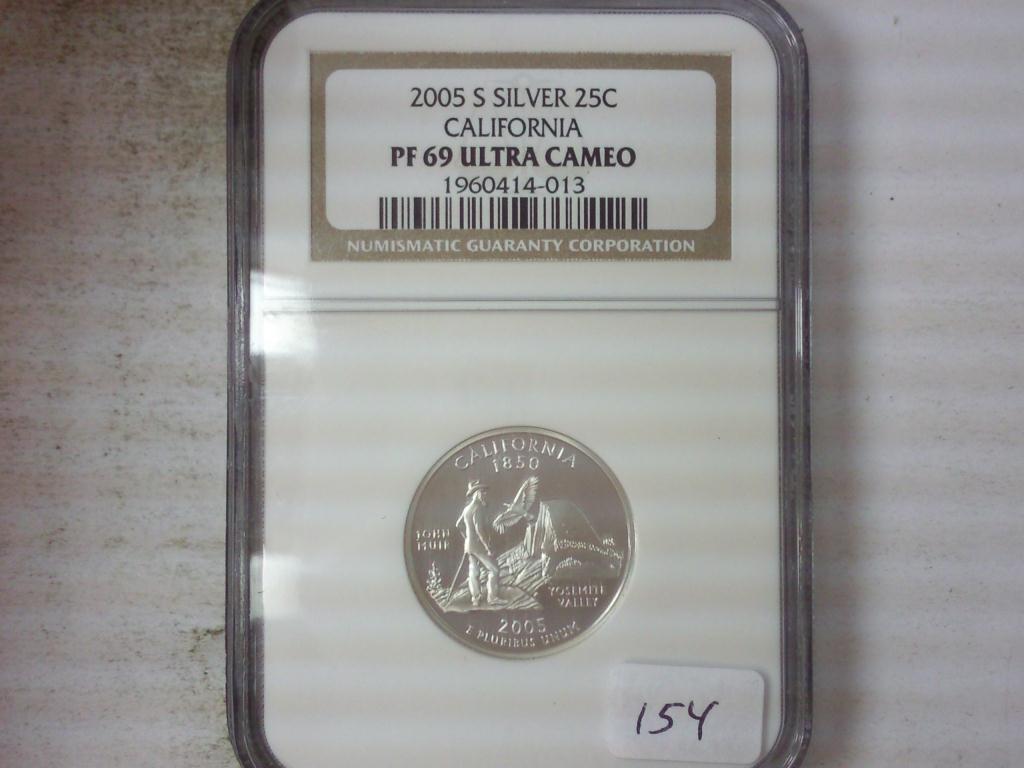 2005 S SILVER 25C
CALIFORNIA
PF 69 ULTRA CAMEO
1960414-013
NUMISMATIC GUARANTY CORPORATION
CALIFORNIA
1850
JOHN
MUIR
YOSEMITE
VALLEY
2005
E PLURIBUS UNUM
154